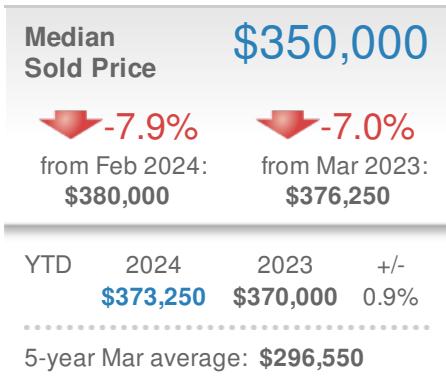 Median $350,000
Sold Price
-7.9% -7.0%
from Feb 2024: from Mar 2023:
$380,000 $376,250
YTD 2024 2023 +/-
$373,250 $370,000 0.9%
5-year Mar average: $296,550